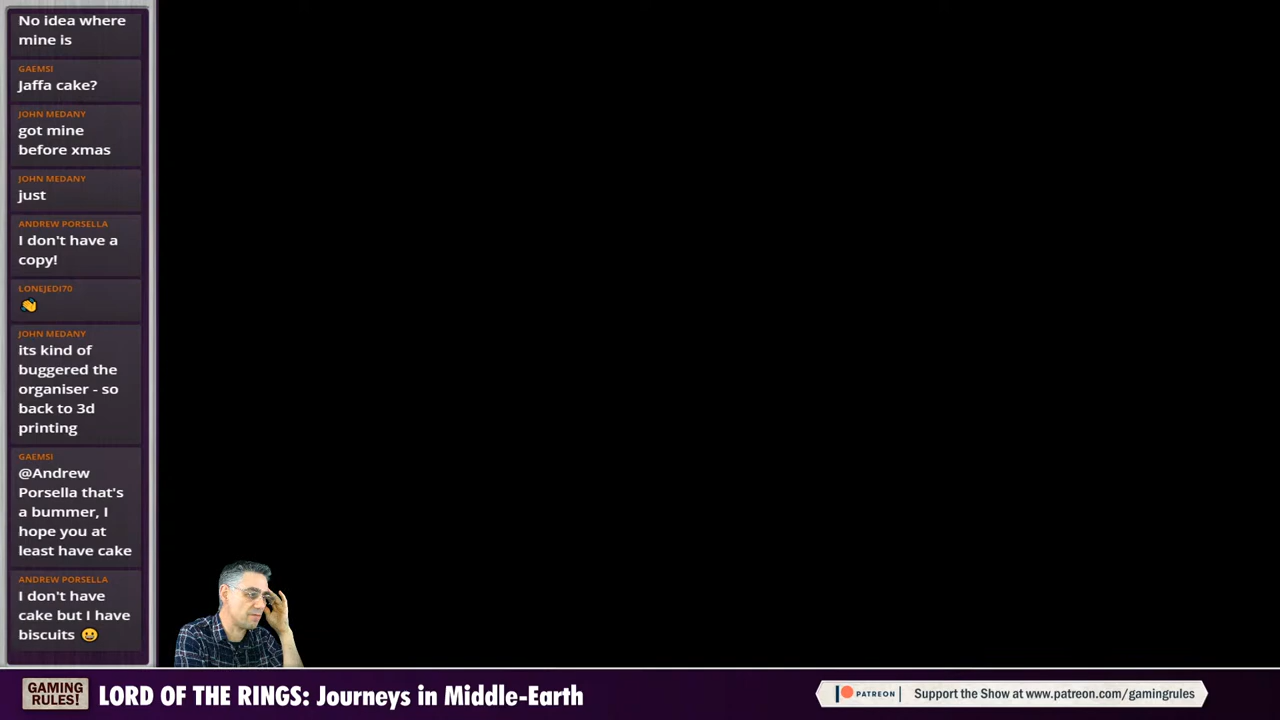 No idea where
mine is
GAEMSI
Jaffa cake?
JOHN MEDANY
got mine
before xmas
JOHN MEDANY
just
ANDREW PORSELLA
I don't have a
copy!
LONEJEDI70
JOHN MEDANY
its kind of
buggered the
organiser - so
back to 3d
printing
GAEMSI
@Andrew
Porsella that's
a bummer, I
hope you at
least have cake
ANDREW PORSELLA
I don't have
cake but I have
biscuits 😀
GAMING
RULES!
LORD OF THE RINGS: Journeys in Middle-Earth
PATREON
Support the Show at www.patreon.com/gamingrules